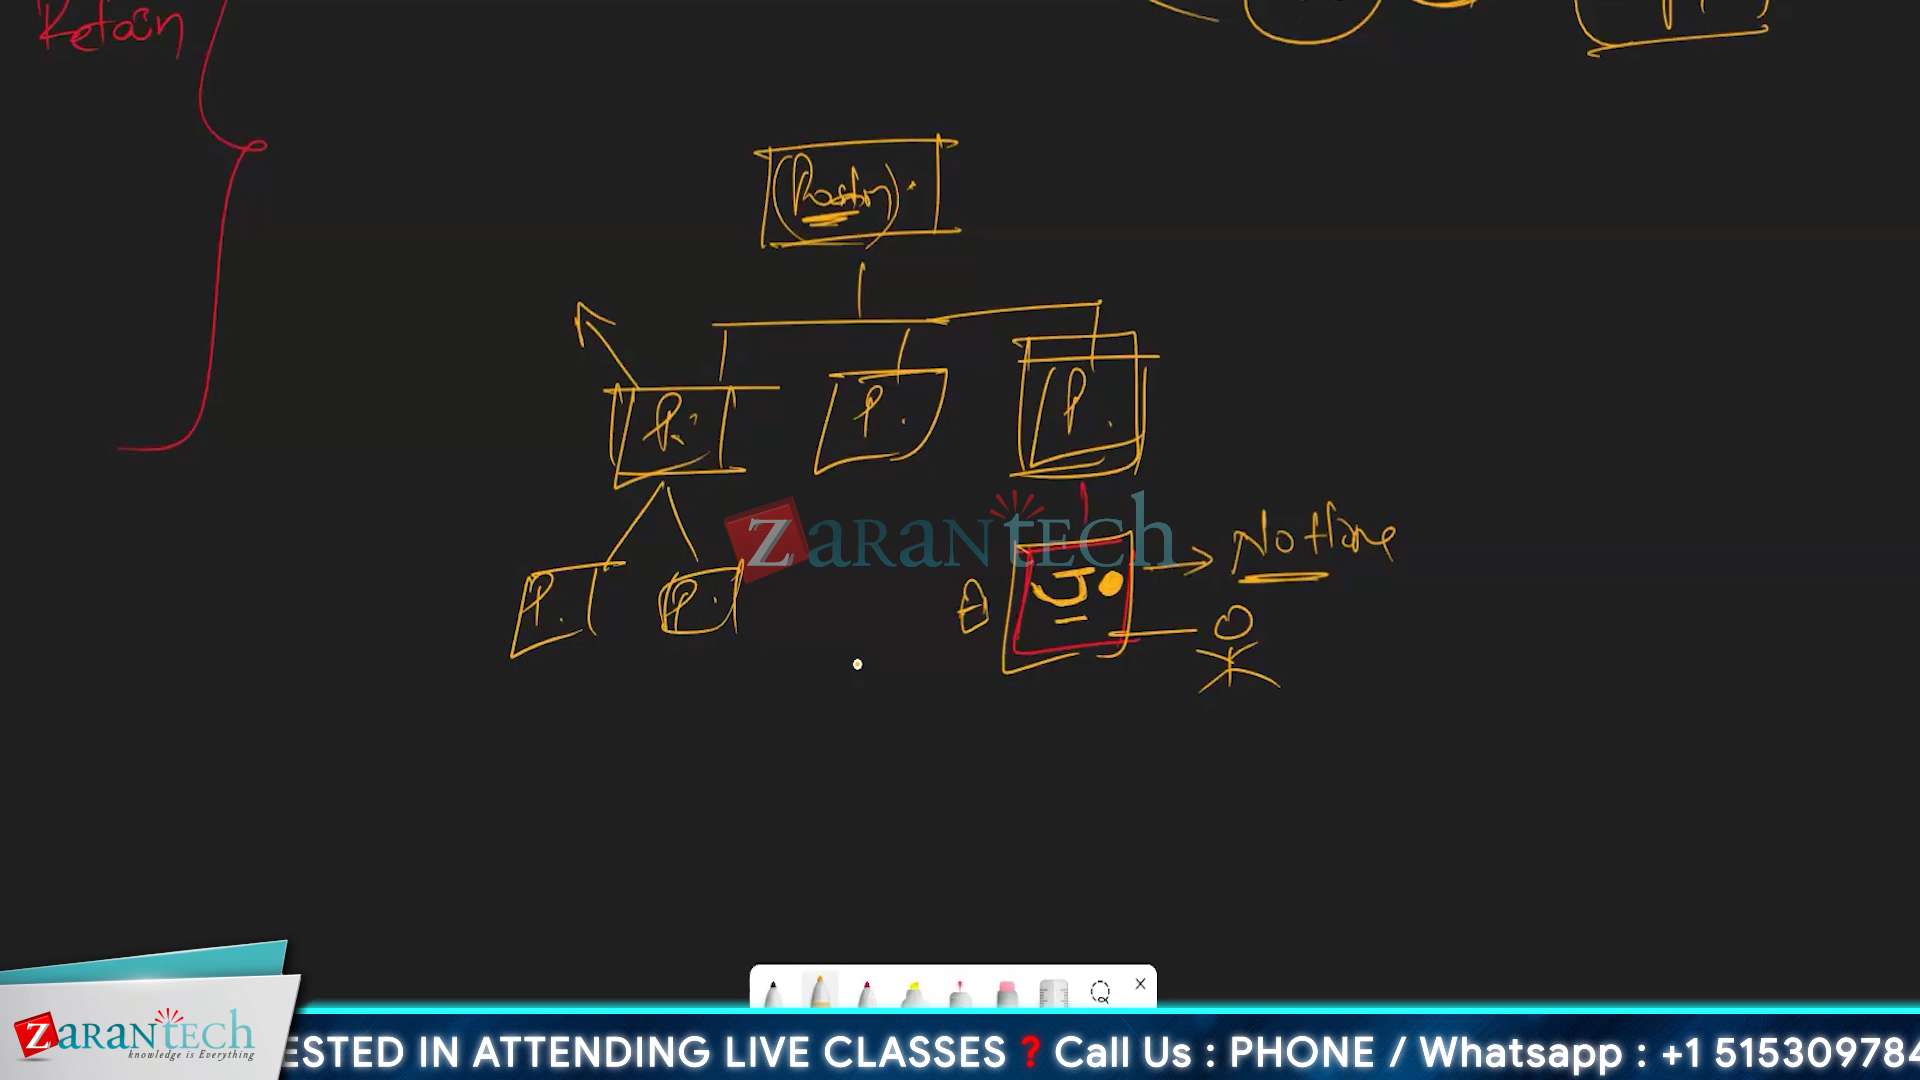 Retain
(Position).
P.
P.
P.
ZaranTech
No Hire
P.
P.
J
ZaranTech
knowledge is Everything
ESTED IN ATTENDING LIVE CLASSES ❓ Call Us : PHONE / Whatsapp : +1 515309784